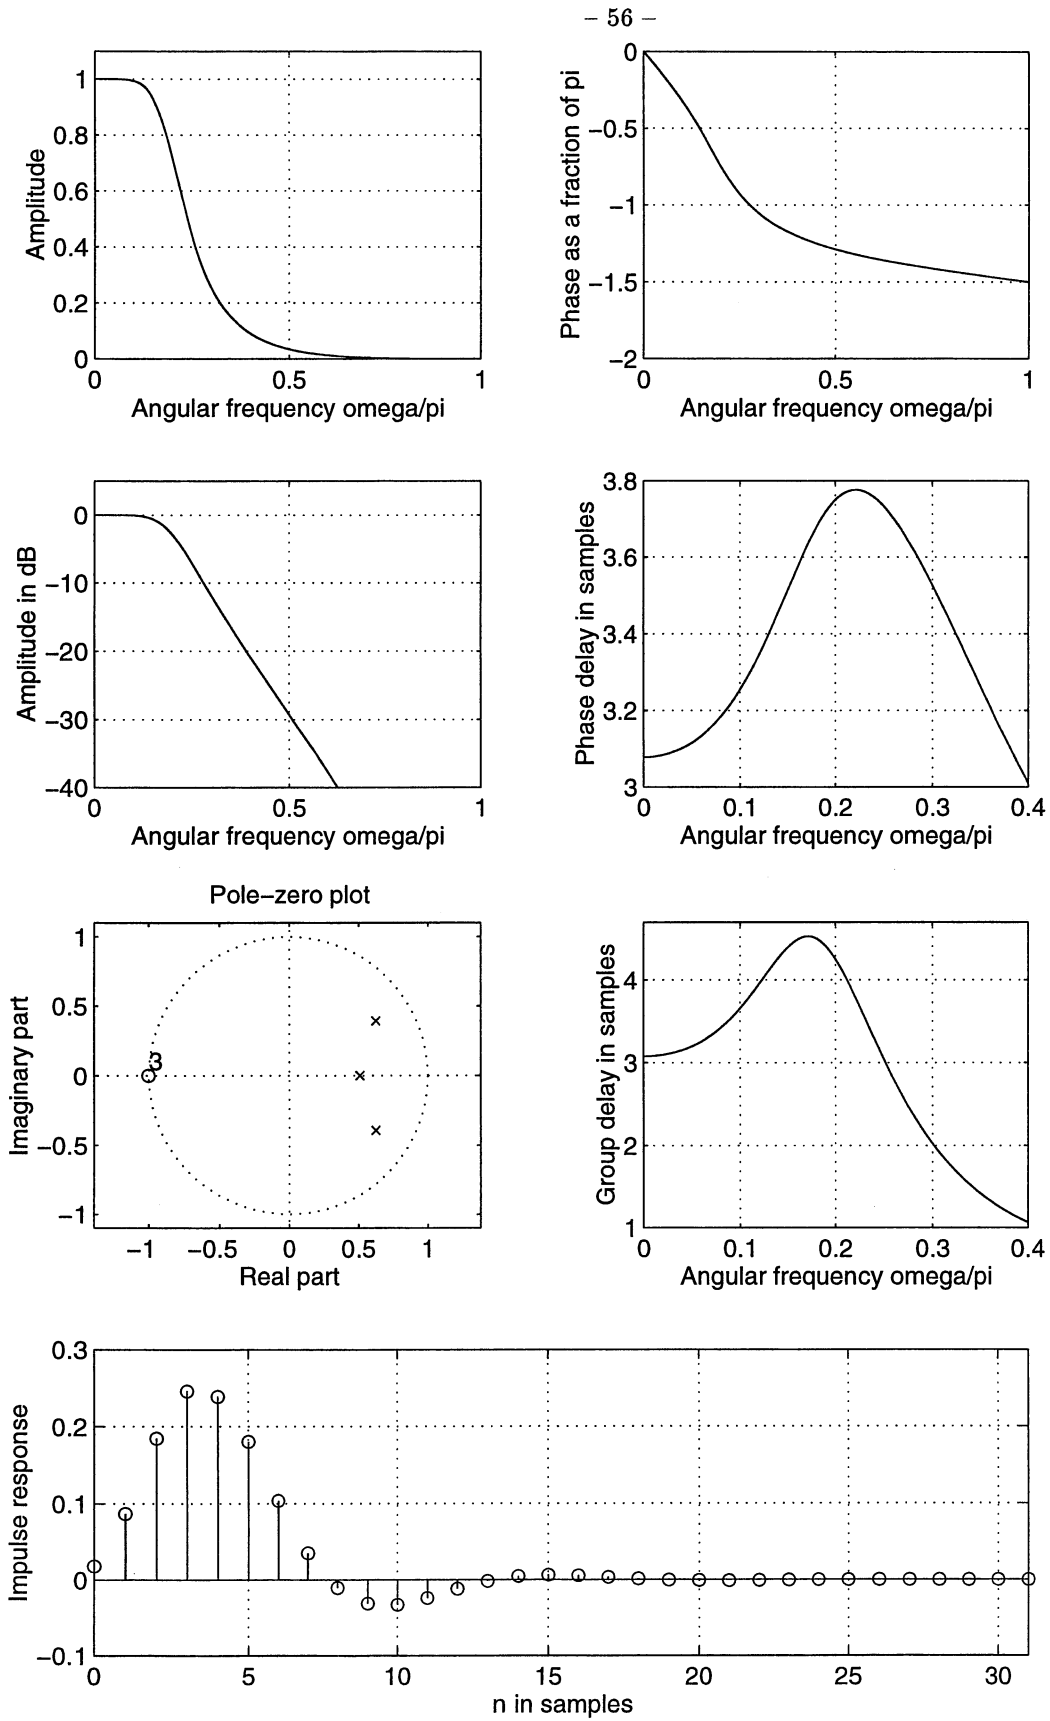 – 56 –
Amplitude
1
0.8
0.6
0.4
0.2
0
0 0.5 1
Angular frequency omega/pi
Phase as a fraction of pi
0
−0.5
−1
−1.5
−2
0 0.5 1
Angular frequency omega/pi
Amplitude in dB
0
−10
−20
−30
−40
0 0.5 1
Angular frequency omega/pi
Phase delay in samples
3.8
3.6
3.4
3.2
3
0 0.1 0.2 0.3 0.4
Angular frequency omega/pi
Pole−zero plot
Imaginary part
1
0.5
0
−0.5
−1
3
−1 −0.5 0 0.5 1
Real part
Group delay in samples
4
3
2
1
0 0.1 0.2 0.3 0.4
Angular frequency omega/pi
Impulse response
0.3
0.2
0.1
0
−0.1
0 5 10 15 20 25 30
n in samples